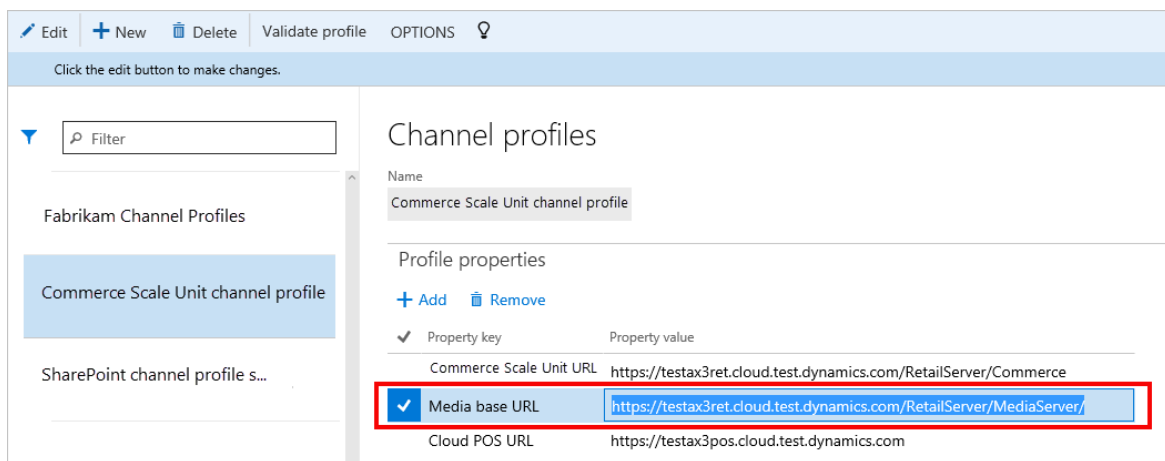 Edit New Delete Validate profile OPTIONS
Click the edit button to make changes.
Filter
Fabrikam Channel Profiles
Commerce Scale Unit channel profile
SharePoint channel profile s...
Channel profiles
Name
Commerce Scale Unit channel profile
Profile properties
Add Remove
Property key Property value
Commerce Scale Unit URL https://testax3ret.cloud.test.dynamics.com/RetailServer/Commerce
Media base URL https://testax3ret.cloud.test.dynamics.com/RetailServer/MediaServer/
Cloud POS URL https://testax3pos.cloud.test.dynamics.com